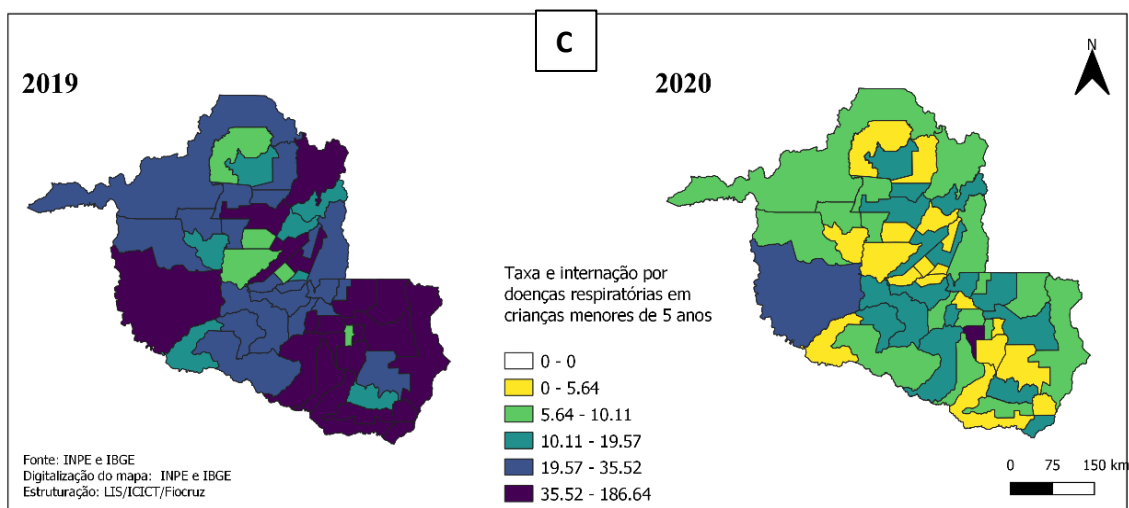 C
2019
2020
N
Taxa e internação por
doenças respiratórias em
crianças menores de 5 anos
0 - 0
0 - 5.64
5.64 - 10.11
10.11 - 19.57
19.57 - 35.52
35.52 - 186.64
Fonte: INPE e IBGE
Digitalização do mapa: INPE e IBGE
Estruturação: LIS/ICICT/Fiocruz
0 75 150 km